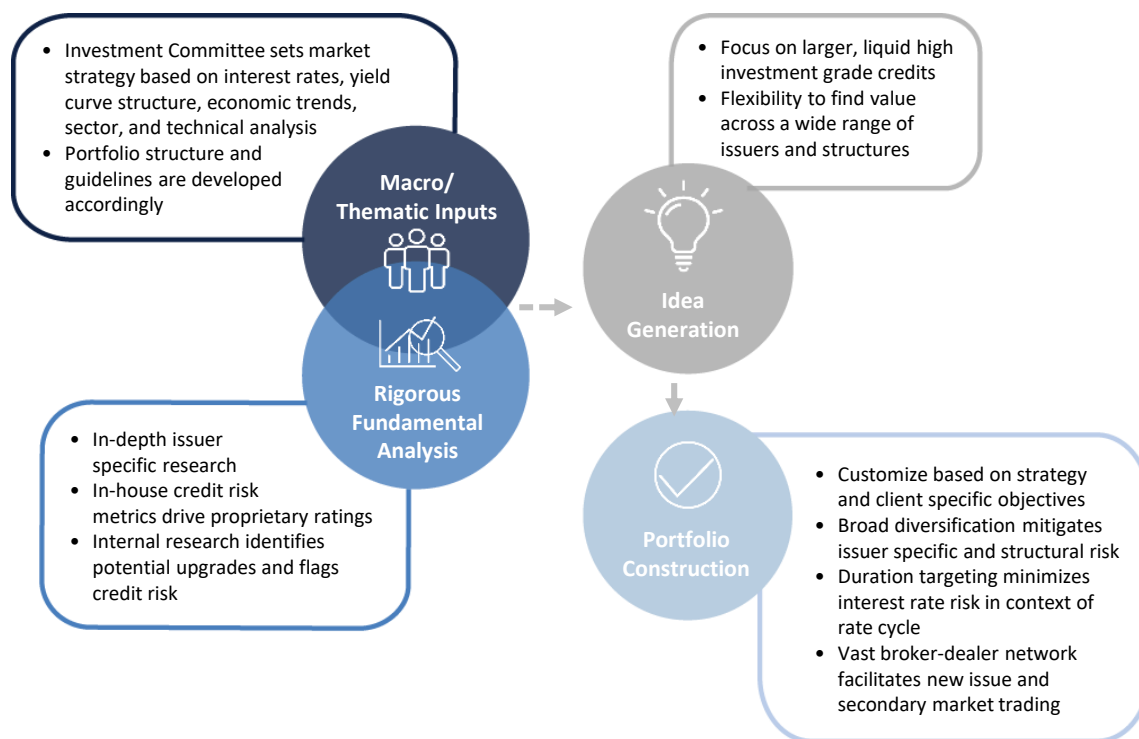 • Investment Committee sets market
strategy based on interest rates, yield
curve structure, economic trends,
sector, and technical analysis
• Portfolio structure and
guidelines are developed
accordingly
Macro/
Thematic Inputs
Rigorous
Fundamental
Analysis
• In-depth issuer
specific research
• In-house credit risk
metrics drive proprietary ratings
• Internal research identifies
potential upgrades and flags
credit risk
• Focus on larger, liquid high
investment grade credits
• Flexibility to find value
across a wide range of
issuers and structures
Idea
Generation
Portfolio
Construction
• Customize based on strategy
and client specific objectives
• Broad diversification mitigates
issuer specific and structural risk
• Duration targeting minimizes
interest rate risk in context of
rate cycle
• Vast broker-dealer network
facilitates new issue and
secondary market trading